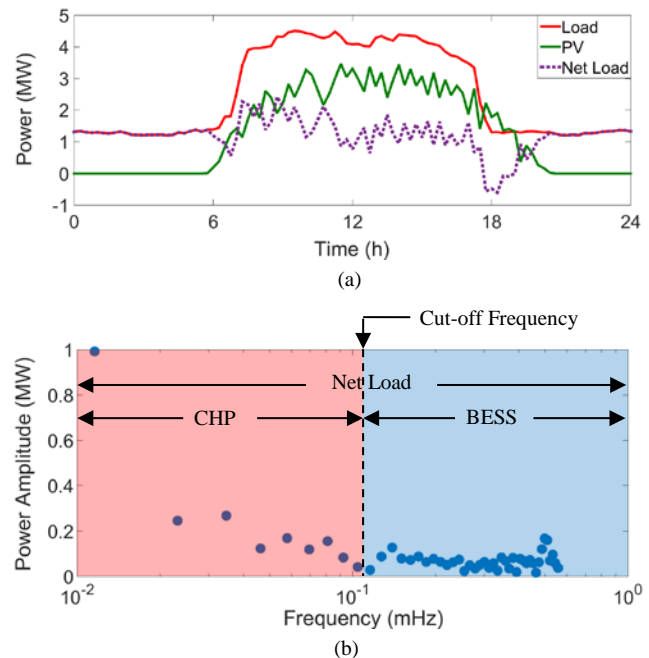 5
4
3
2
1
0
-1
Power (MW)
Load
PV
Net Load
0
6
12
18
24
Time (h)
(a)
Cut-off Frequency
1
0.8
0.6
0.4
0.2
0
Power Amplitude (MW)
Net Load
CHP
BESS
10^-2
10^-1
10^0
Frequency (mHz)
(b)